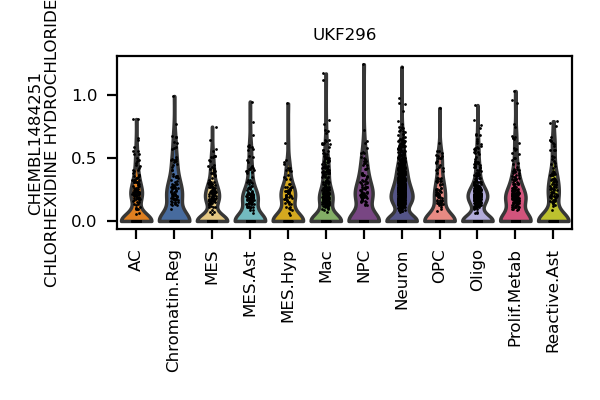 UKF296
CHEMBL1484251
CHLORHEXIDINE HYDROCHLORIDE
1.0
0.5
0.0
AC
Chromatin.Reg
MES
MES.Ast
MES.Hyp
Mac
NPC
Neuron
OPC
Oligo
Prolif.Metab
Reactive.Ast